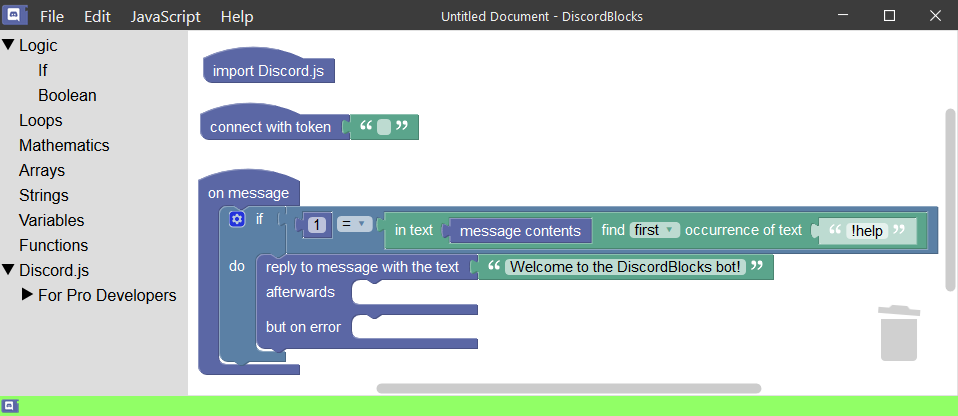 File Edit JavaScript Help Untitled Document - DiscordBlocks
Logic
If
Boolean
Loops
Mathematics
Arrays
Strings
Variables
Functions
Discord.js
For Pro Developers
import Discord.js
connect with token “ ”
on message
if 1 = in text message contents find first occurrence of text “ !help ”
do reply to message with the text “ Welcome to the DiscordBlocks bot! ”
afterwards
but on error